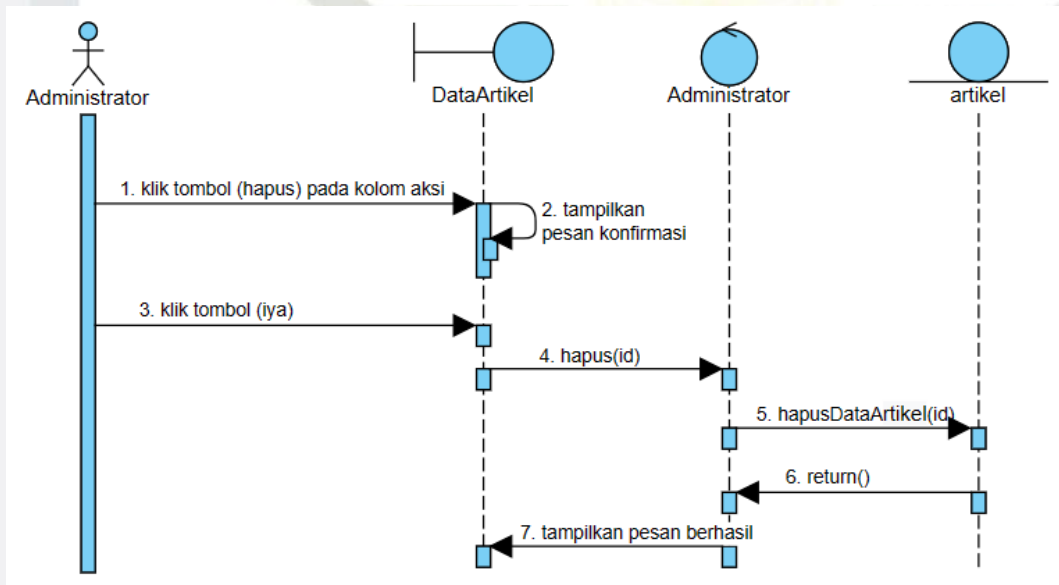 Administrator
DataArtikel
Administrator
artikel
1. klik tombol (hapus) pada kolom aksi
2. tampilkan
pesan konfirmasi
3. klik tombol (iya)
4. hapus(id)
5. hapusDataArtikel(id)
6. return()
7. tampilkan pesan berhasil